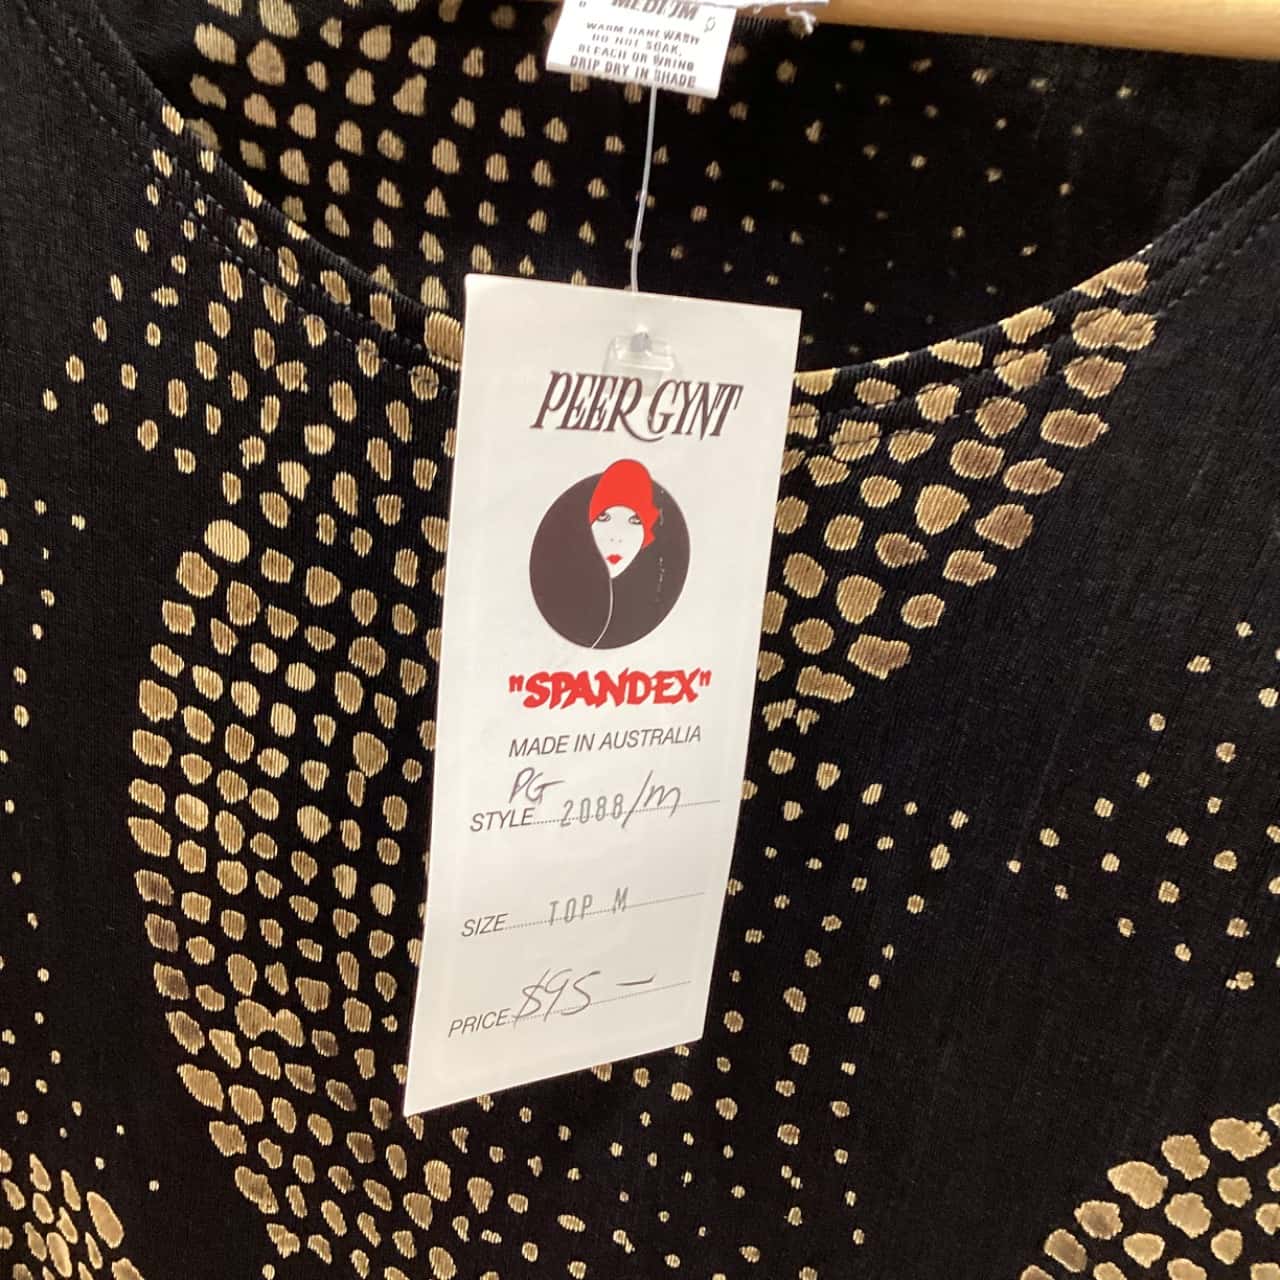 MEDIUM
WARM HAND WASH
DO NOT SOAK.
BLEACH OR WRING
DRIP DRY IN SHADE
PEER GYNT
"SPANDEX"
MADE IN AUSTRALIA
PG
STYLE 2088/M
SIZE TOP M
PRICE $95 —